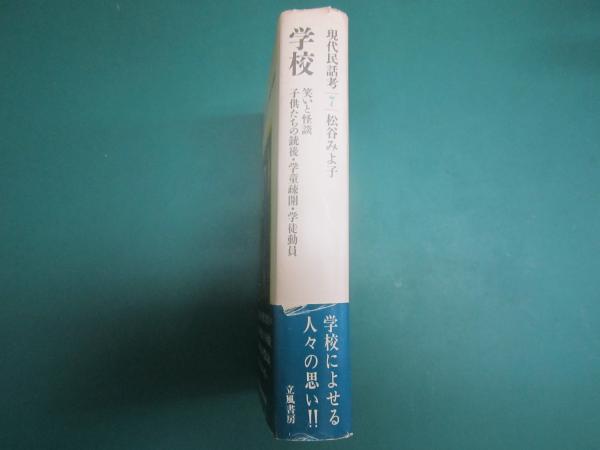 現代民話考 7 松谷みよ子
学校
笑いと怪談
子供たちの銃後・学童疎開・学徒動員
学校によせる
人々の思い!!
立風書房